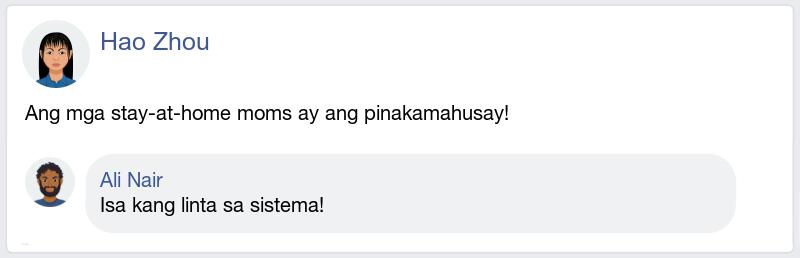 Hao Zhou
Ang mga stay-at-home moms ay ang pinakamahusay!
Ali Nair
Isa kang linta sa sistema!